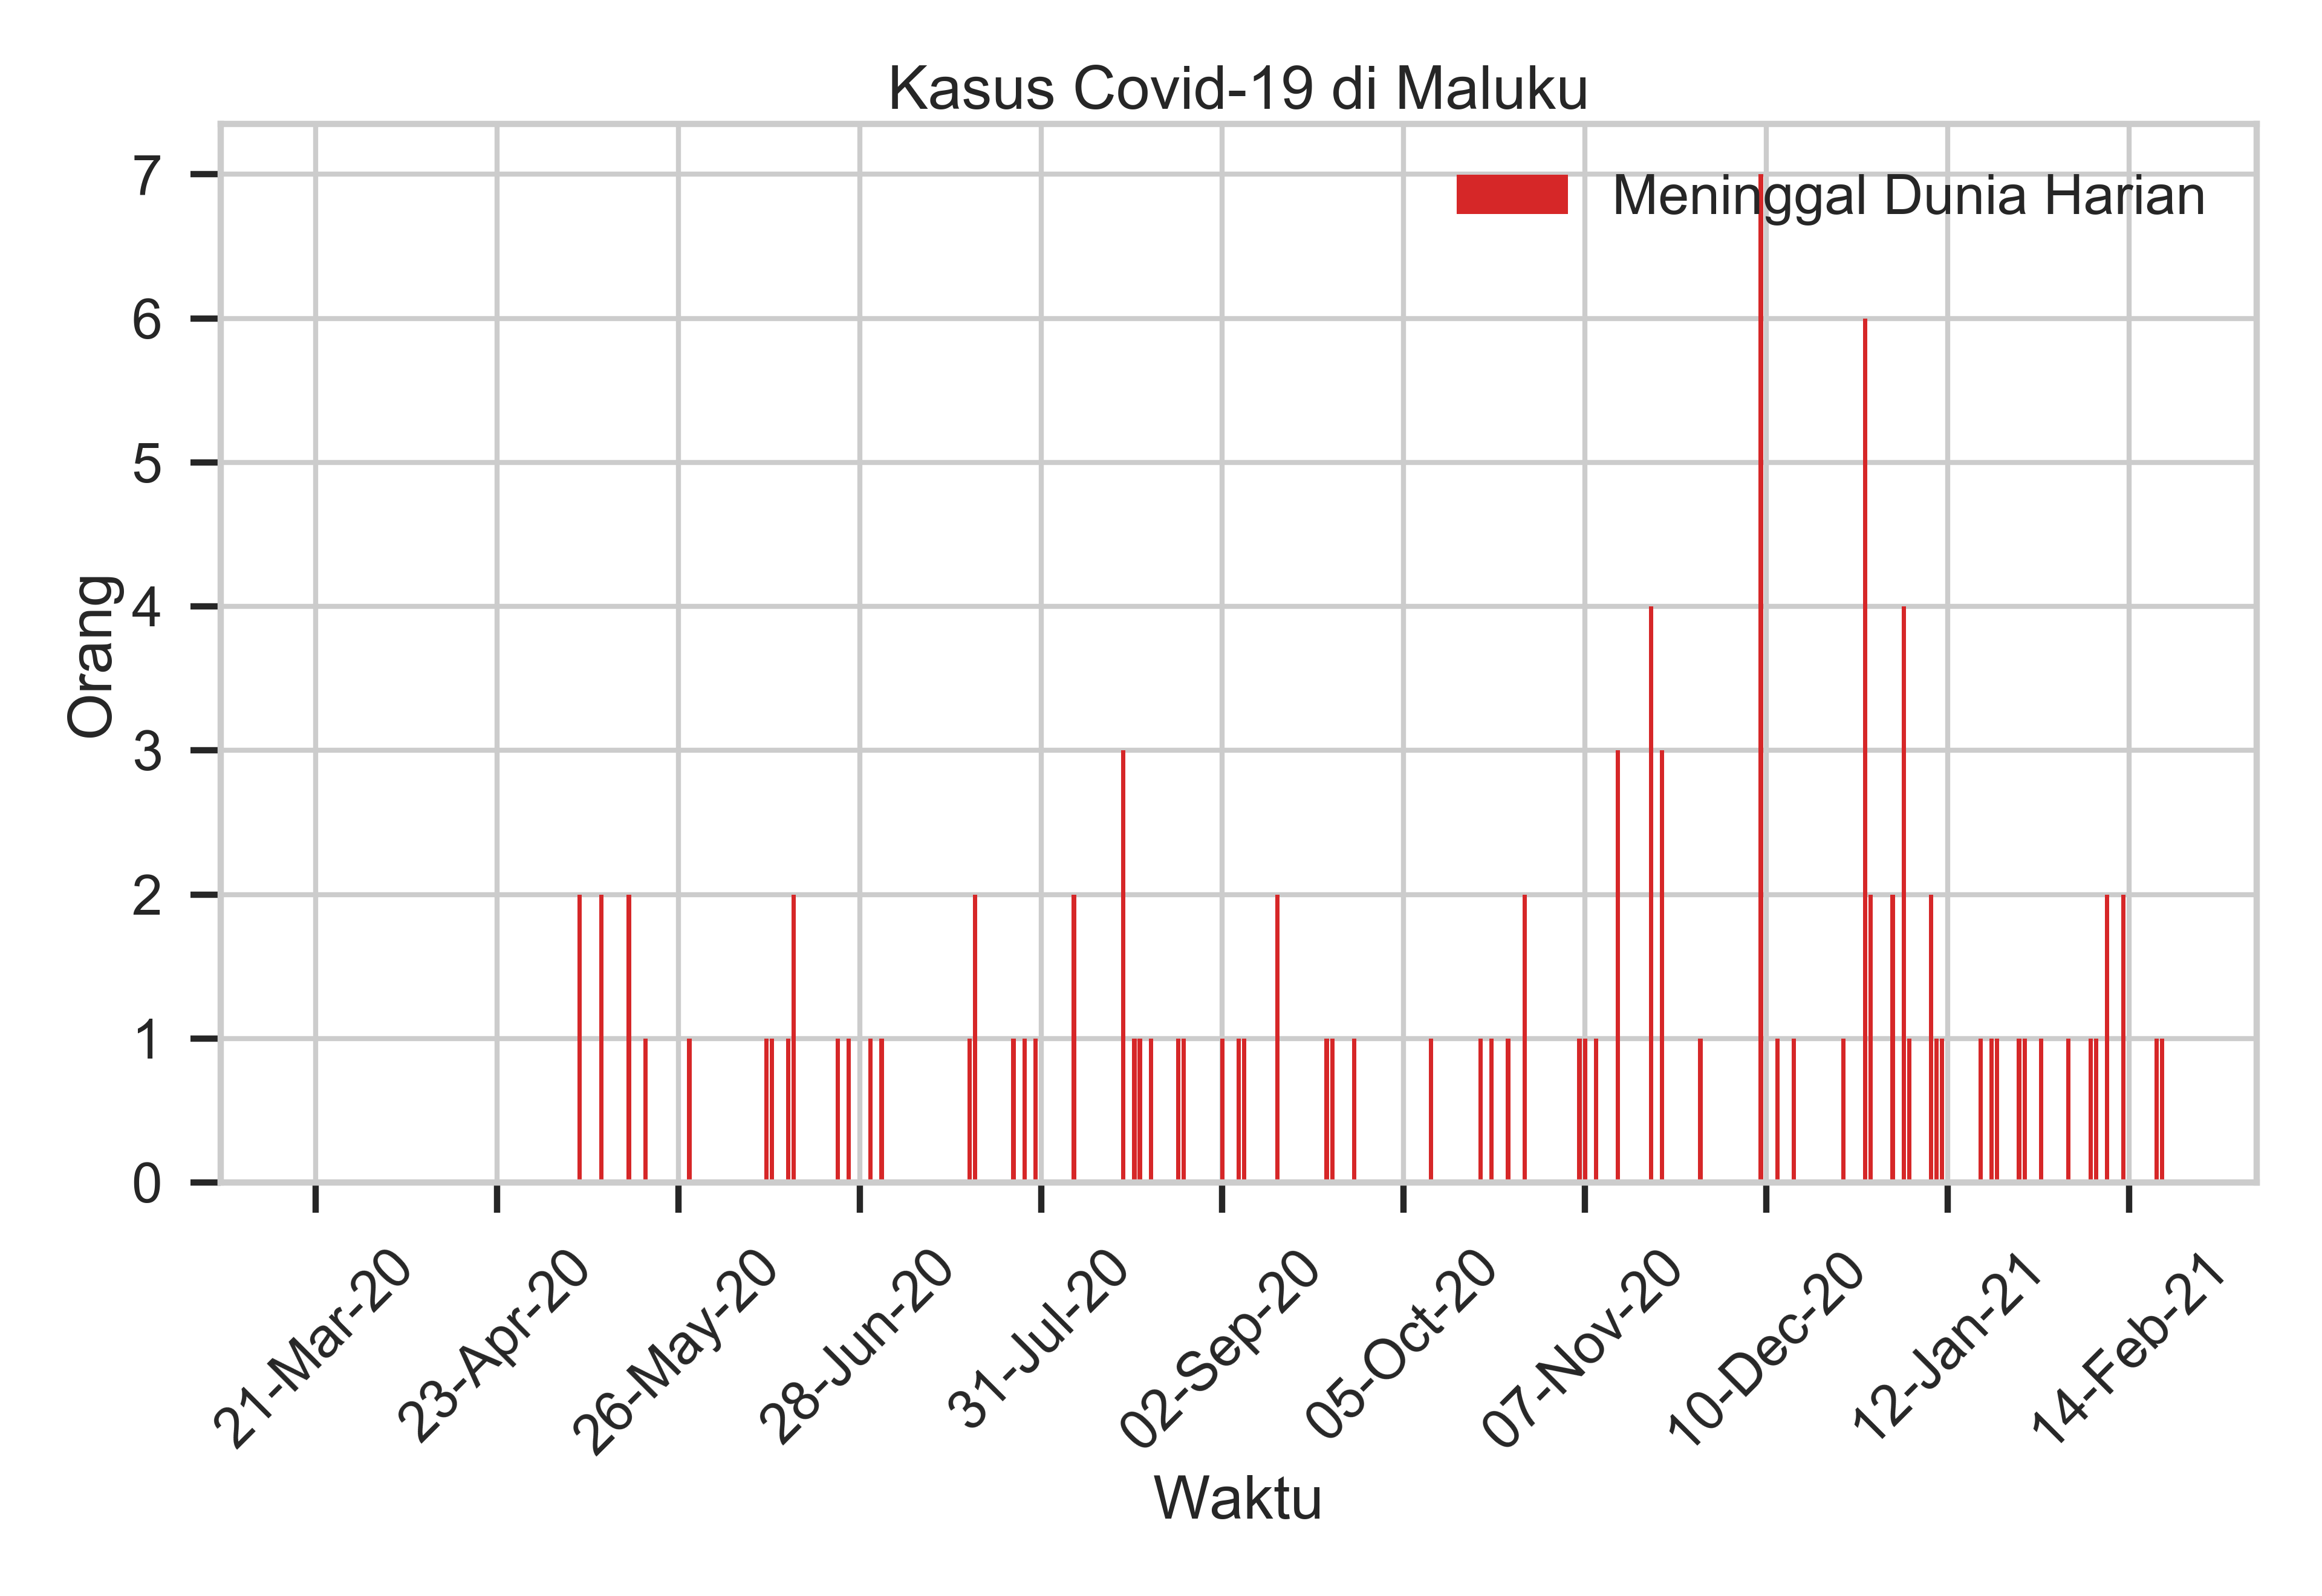 Kasus Covid-19 di Maluku
Meninggal Dunia Harian
7
6
5
4
3
2
1
0
Orang
21-Mar-20
23-Apr-20
26-May-20
28-Jun-20
31-Jul-20
02-Sep-20
05-Oct-20
07-Nov-20
10-Dec-20
12-Jan-21
14-Feb-21
Waktu